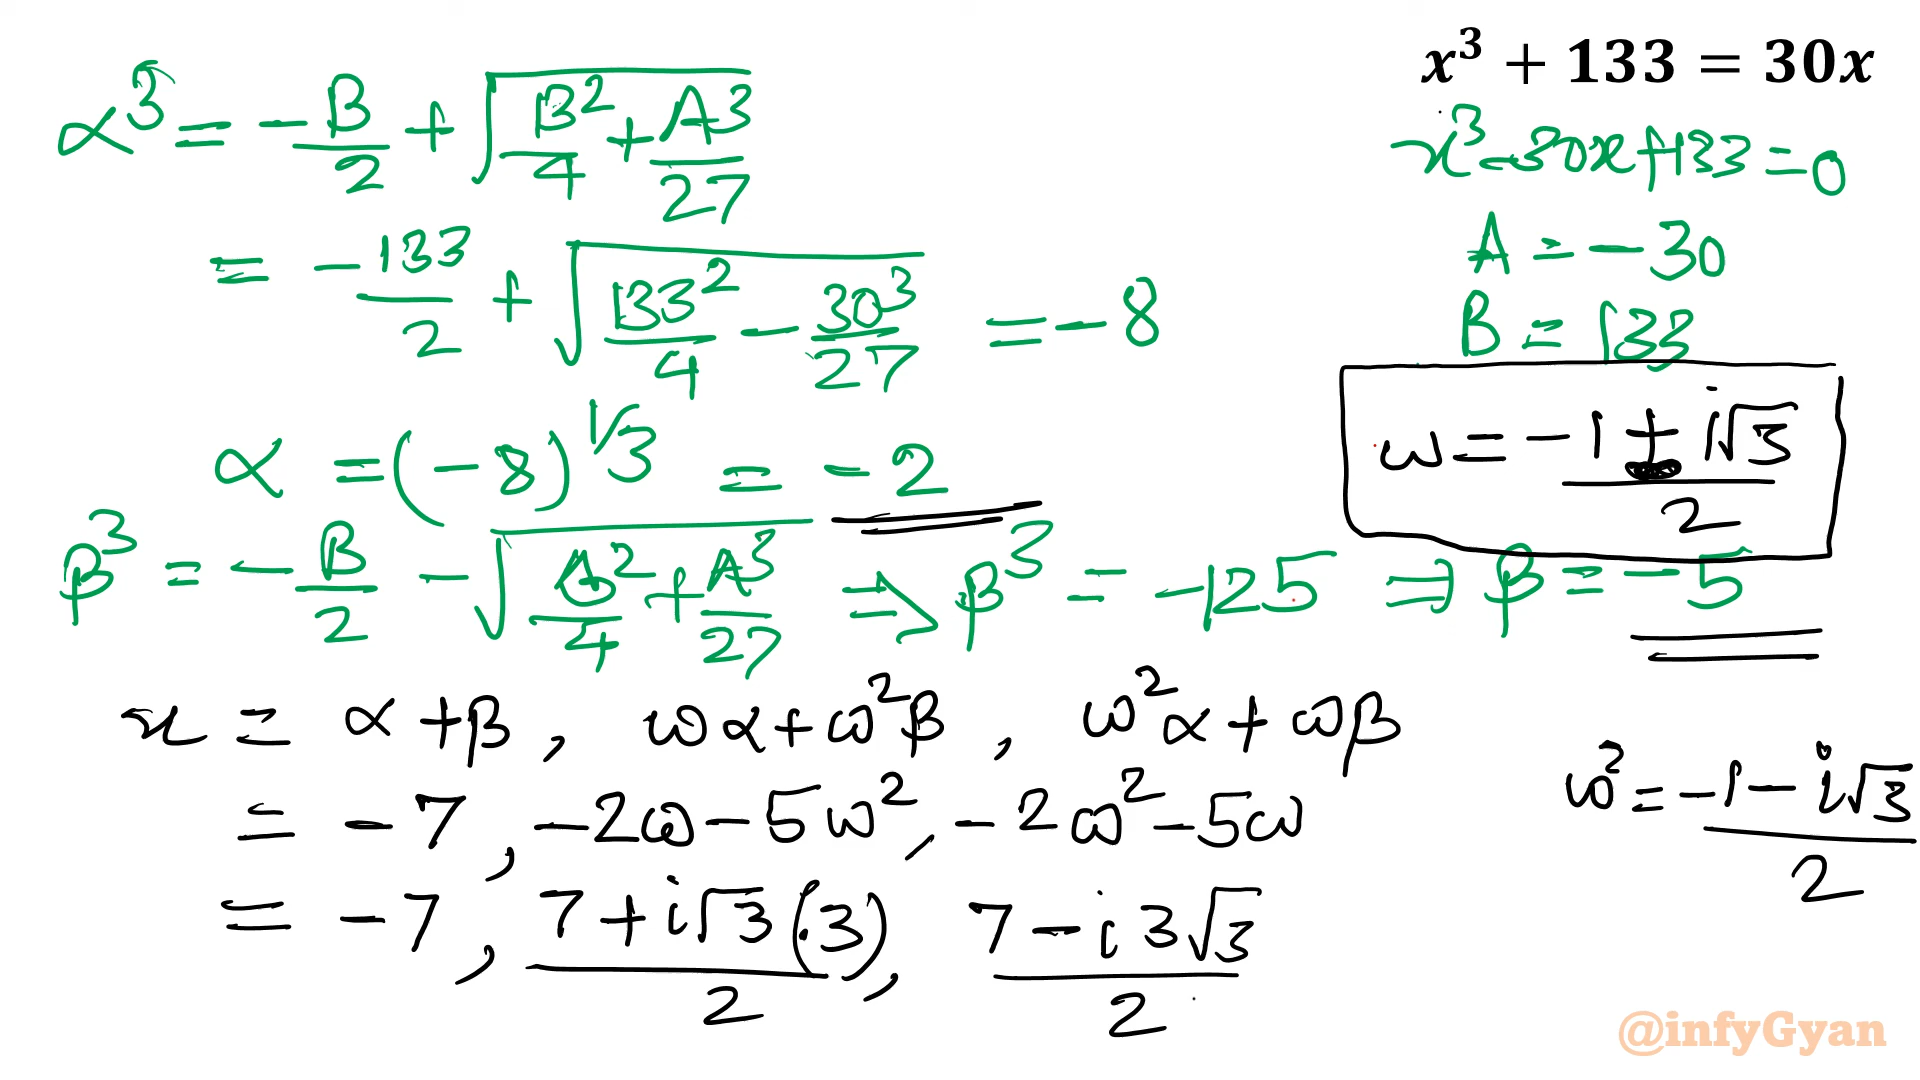 x³ + 133 = 30x
x³ - 30x + 133 = 0
A = -30
B = 133
α³ = -B/2 + √(B²/4 + A³/27)
= -133/2 + √(133²/4 - 30³/27) = -8
α = (-8)^1/3 = -2
ω = (-1 + i√3)/2
β³ = -B/2 - √(B²/4 + A³/27) ⇒ β³ = -125 ⇒ β = -5
x = α + β, ωα + ω²β, ω²α + ωβ
= -7, -2ω - 5ω², -2ω² - 5ω
ω² = (-1 - i√3)/2
= -7, (7 + i√3(3))/2, (7 - i3√3)/2
@infyGyan